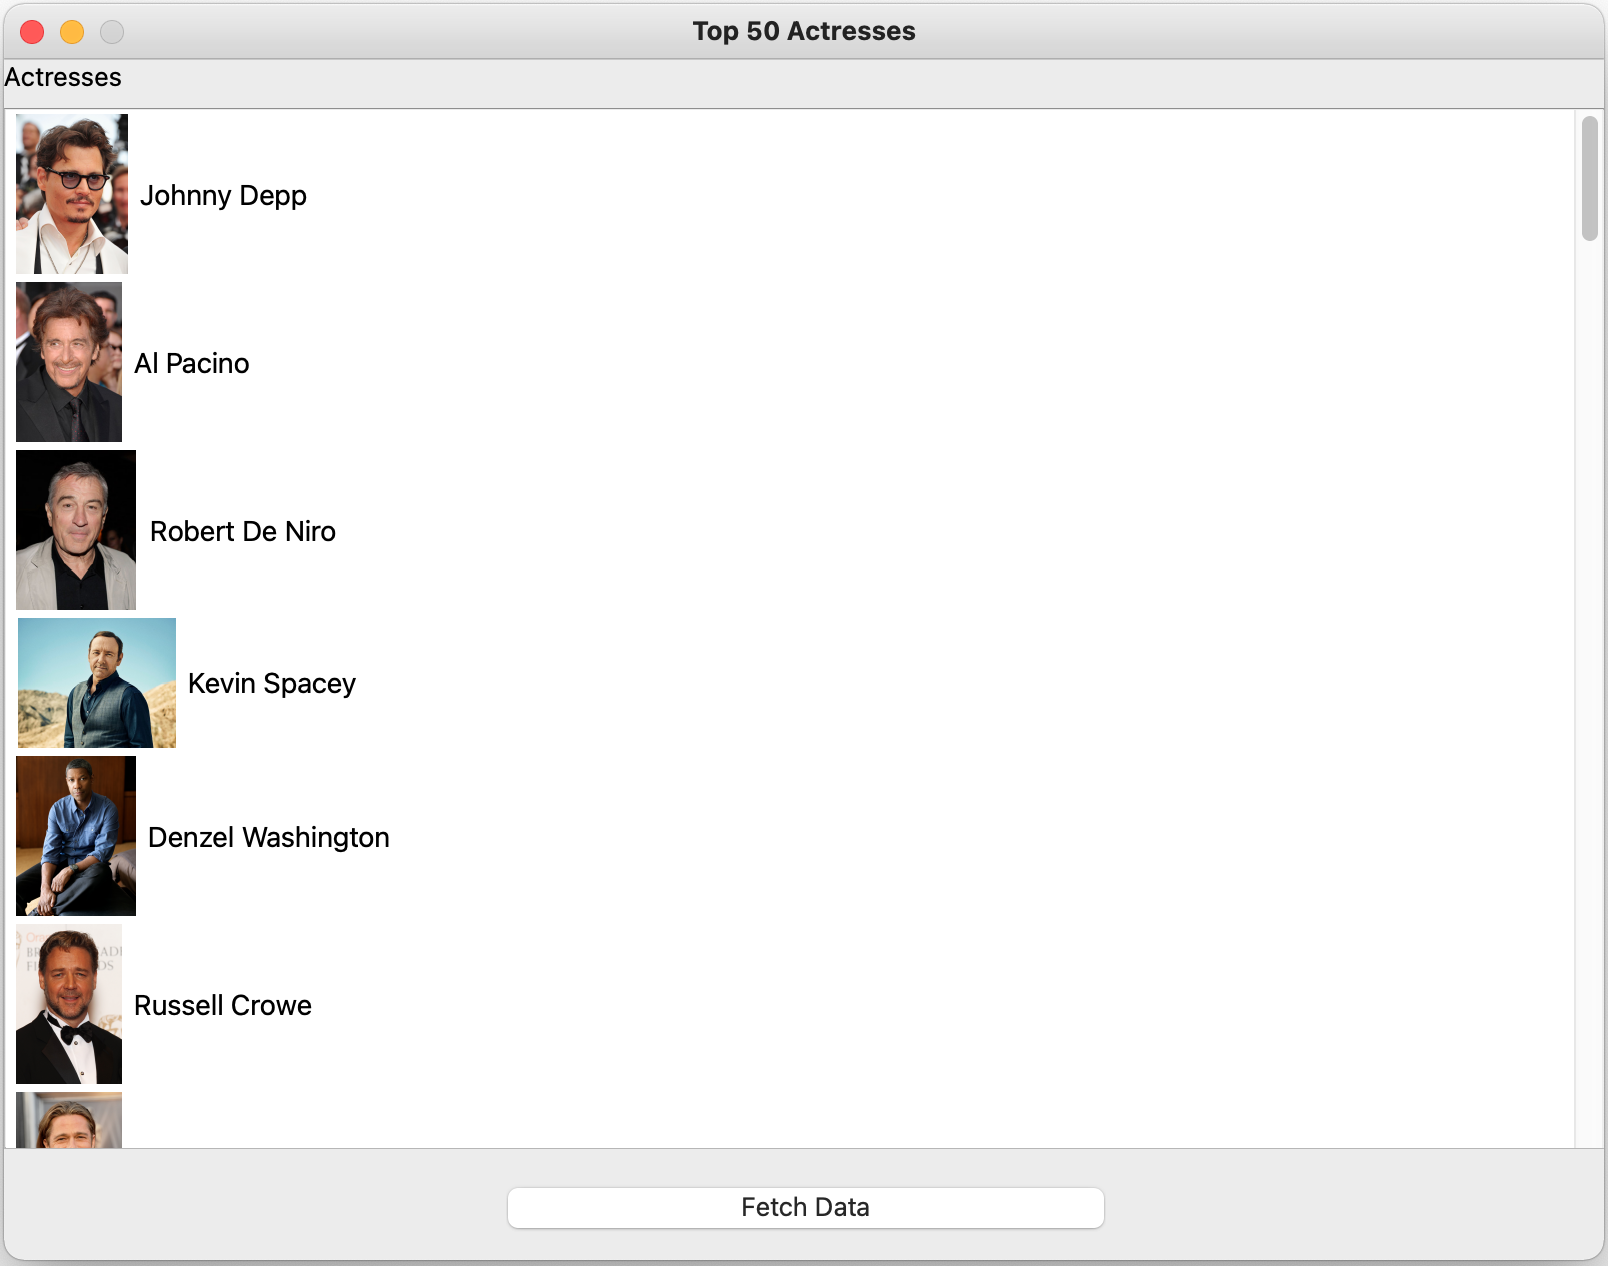 Top 50 Actresses
Actresses
Johnny Depp
Al Pacino
Robert De Niro
Kevin Spacey
Denzel Washington
Russell Crowe
Fetch Data